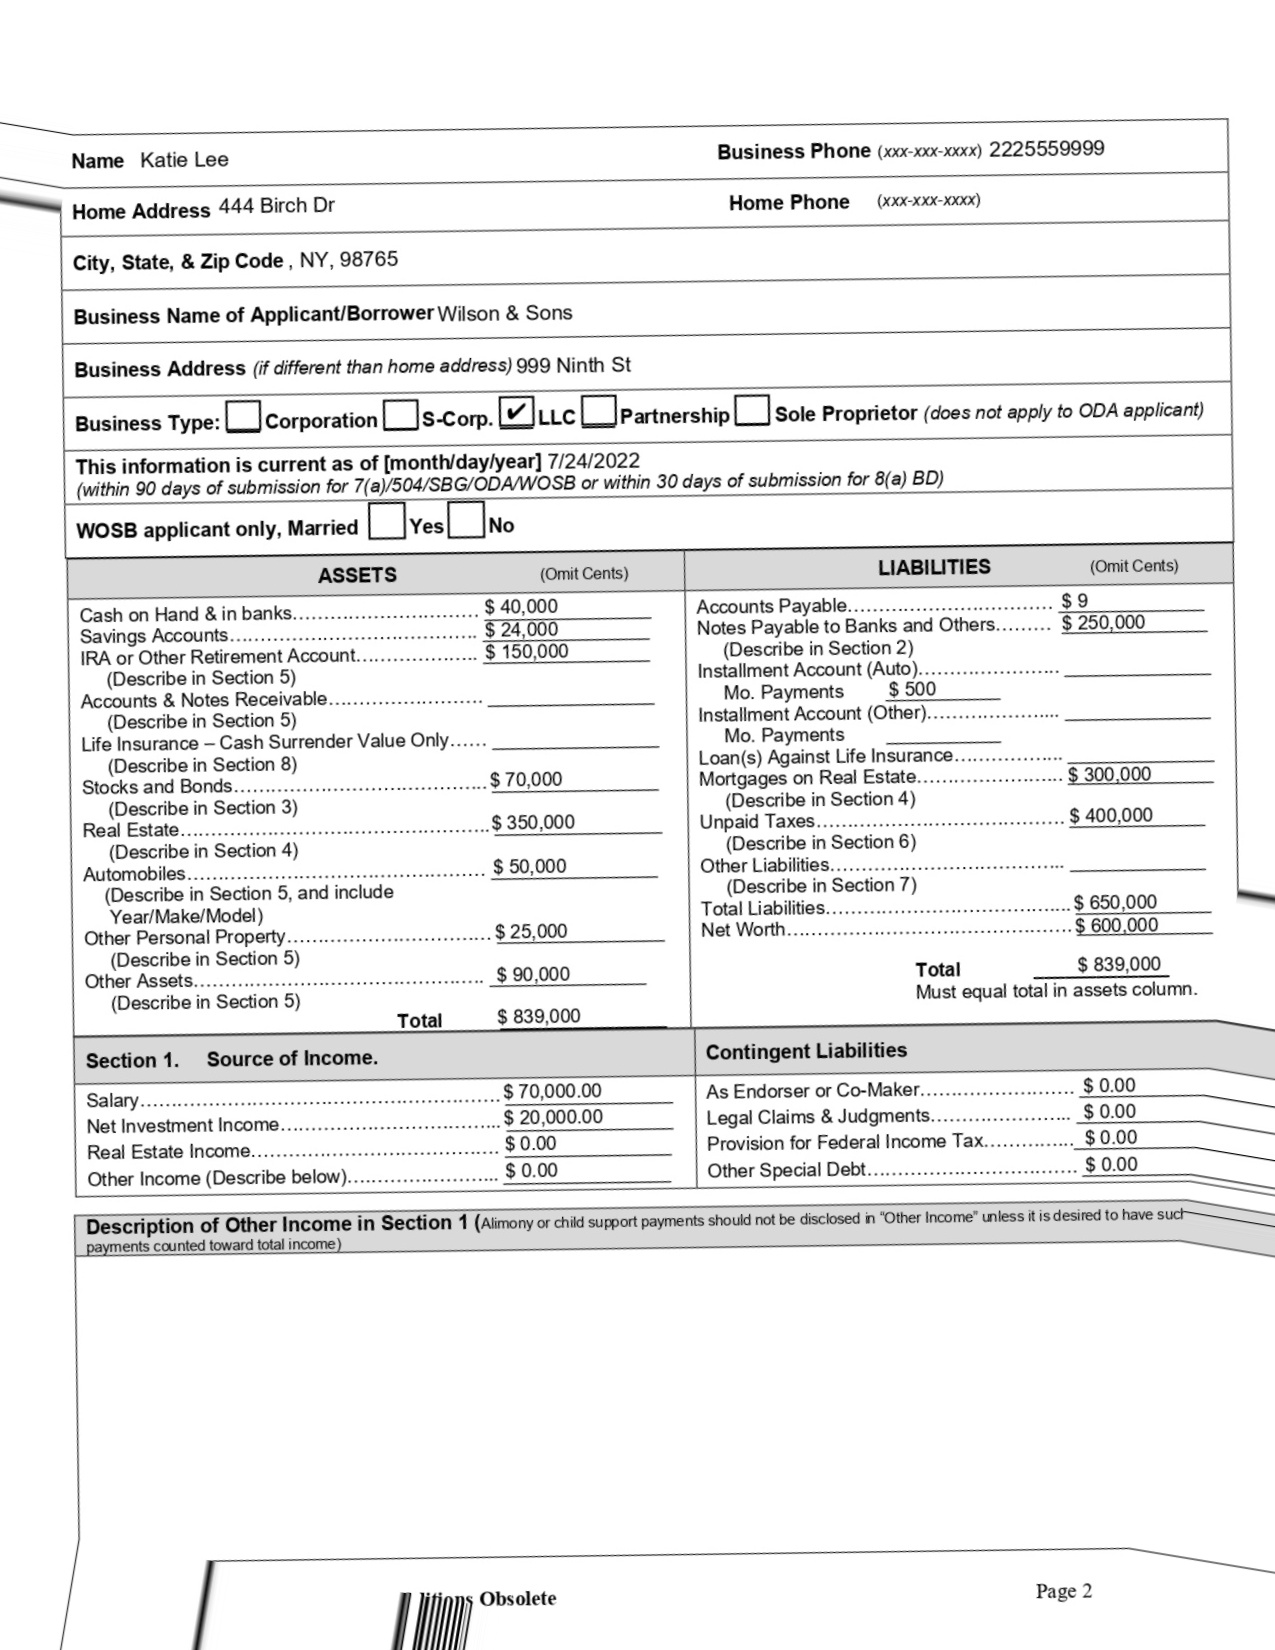 Name Katie Lee Business Phone (xxx-xxx-xxxx) 2225559999
Home Address 444 Birch Dr Home Phone (xxx-xxx-xxxx)
City, State, & Zip Code , NY, 98765
Business Name of Applicant/Borrower Wilson & Sons
Business Address (if different than home address) 999 Ninth St
Business Type: Corporation S-Corp. ✔ LLC Partnership Sole Proprietor (does not apply to ODA applicant)
This information is current as of [month/day/year] 7/24/2022
(within 90 days of submission for 7(a)/504/SBG/ODA/WOSB or within 30 days of submission for 8(a) BD)
WOSB applicant only, Married Yes No
ASSETS (Omit Cents)
Cash on Hand & in banks $ 40,000
Savings Accounts $ 24,000
IRA or Other Retirement Account $ 150,000
(Describe in Section 5)
Accounts & Notes Receivable
(Describe in Section 5)
Life Insurance – Cash Surrender Value Only
(Describe in Section 8)
Stocks and Bonds $ 70,000
(Describe in Section 3)
Real Estate $ 350,000
(Describe in Section 4)
Automobiles $ 50,000
(Describe in Section 5, and include
Year/Make/Model)
Other Personal Property $ 25,000
(Describe in Section 5)
Other Assets $ 90,000
(Describe in Section 5)
Total $ 839,000
LIABILITIES (Omit Cents)
Accounts Payable $ 9
Notes Payable to Banks and Others $ 250,000
(Describe in Section 2)
Installment Account (Auto)
Mo. Payments $ 500
Installment Account (Other)
Mo. Payments
Loan(s) Against Life Insurance
Mortgages on Real Estate $ 300,000
(Describe in Section 4)
Unpaid Taxes $ 400,000
(Describe in Section 6)
Other Liabilities
(Describe in Section 7)
Total Liabilities $ 650,000
Net Worth $ 600,000
Total $ 839,000
Must equal total in assets column.
Section 1. Source of Income.
Salary $ 70,000.00
Net Investment Income $ 20,000.00
Real Estate Income $ 0.00
Other Income (Describe below) $ 0.00
Contingent Liabilities
As Endorser or Co-Maker $ 0.00
Legal Claims & Judgments $ 0.00
Provision for Federal Income Tax $ 0.00
Other Special Debt $ 0.00
Description of Other Income in Section 1 (Alimony or child support payments should not be disclosed in "Other Income" unless it is desired to have such
payments counted toward total income)
Obsolete
Page 2